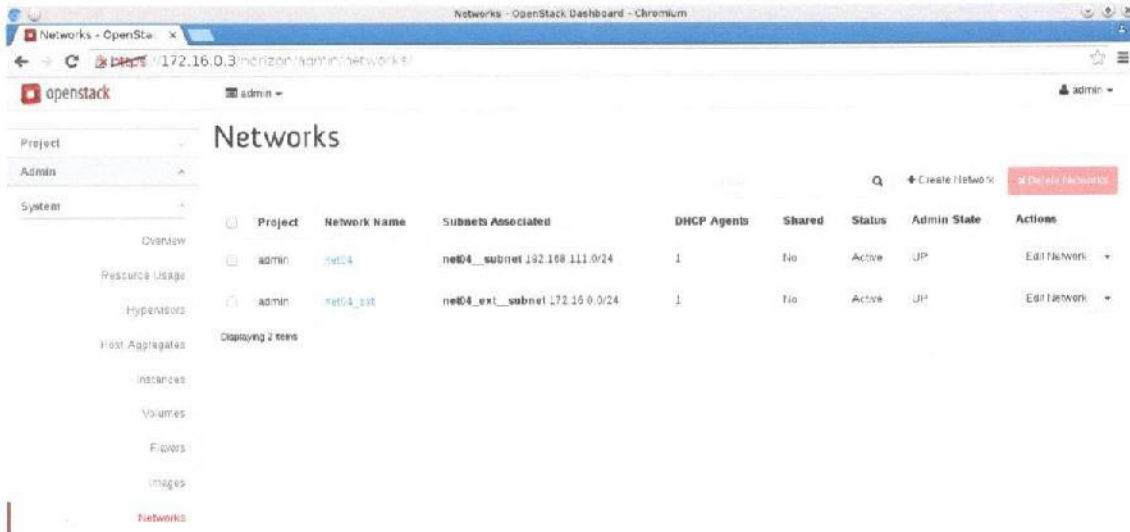 Networks - OpenStack Dashboard - Chromium
Networks - OpenSta
https://172.16.0.3/horizon/admin/networks/
openstack
admin
admin
Project
Networks
Admin
+ Create Network
Delete Networks
System
Project Network Name Subnets Associated DHCP Agents Shared Status Admin State Actions
Overview
admin net04 net04__subnet 192.168.111.0/24 1 No Active UP Edit Network
Resource Usage
admin net04_ext net04_ext__subnet 172.16.0.0/24 1 No Active UP Edit Network
Hypervisors
Displaying 2 items
Host Aggregates
Instances
Volumes
Flavors
Images
Networks